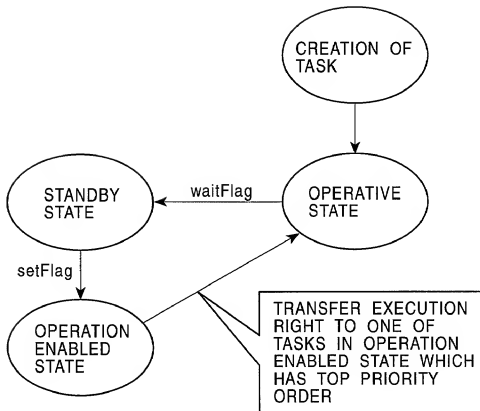 CREATION OF
TASK
STANDBY
STATE
waitFlag
OPERATIVE
STATE
setFlag
OPERATION
ENABLED
STATE
TRANSFER EXECUTION
RIGHT TO ONE OF
TASKS IN OPERATION
ENABLED STATE WHICH
HAS TOP PRIORITY
ORDER